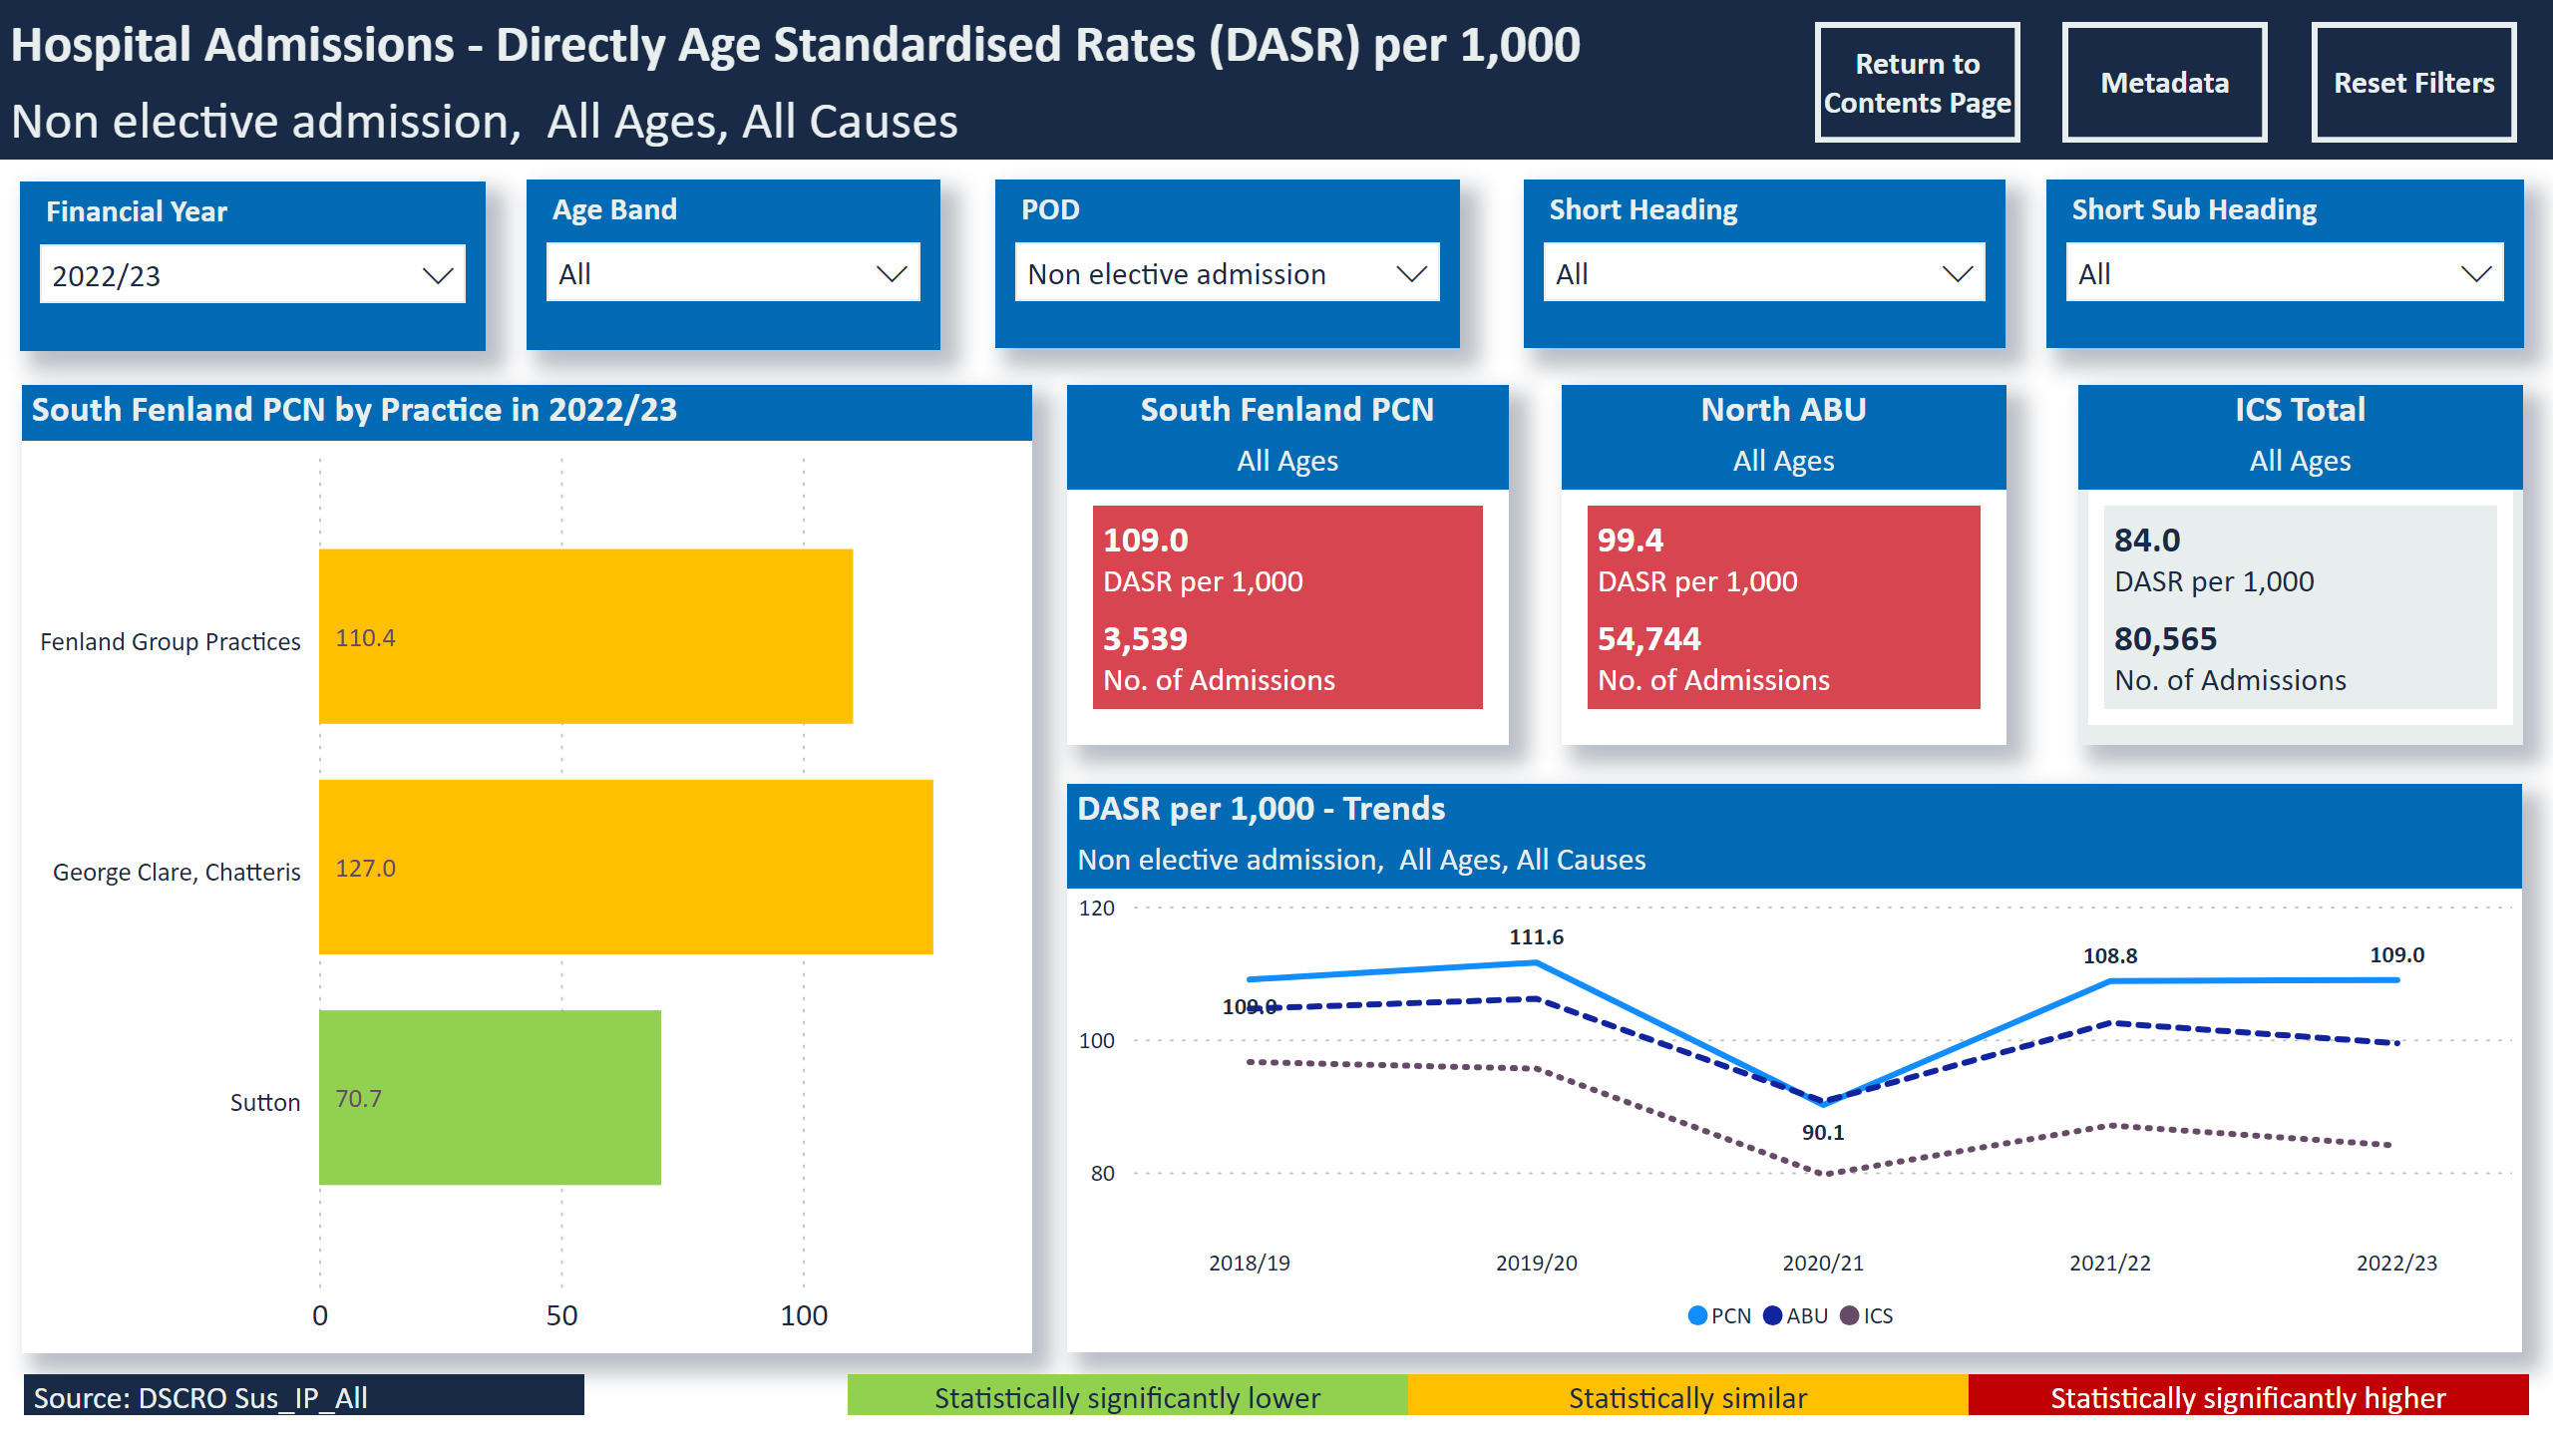 Hospital Admissions - Directly Age Standardised Rates (DASR) per 1,000
Non elective admission,  All Ages, All Causes
Return to
Contents Page
Metadata
Reset Filters
Financial Year
2022/23
Age Band
All
POD
Non elective admission
Short Heading
All
Short Sub Heading
All
South Fenland PCN by Practice in 2022/23
Fenland Group Practices
110.4
George Clare, Chatteris
127.0
Sutton
70.7
0
50
100
South Fenland PCN
All Ages
109.0
DASR per 1,000
3,539
No. of Admissions
North ABU
All Ages
99.4
DASR per 1,000
54,744
No. of Admissions
ICS Total
All Ages
84.0
DASR per 1,000
80,565
No. of Admissions
DASR per 1,000 - Trends
Non elective admission,  All Ages, All Causes
120
100
80
109.0
111.6
90.1
108.8
109.0
2018/19
2019/20
2020/21
2021/22
2022/23
PCN
ABU
ICS
Source: DSCRO Sus_IP_All
Statistically significantly lower
Statistically similar
Statistically significantly higher